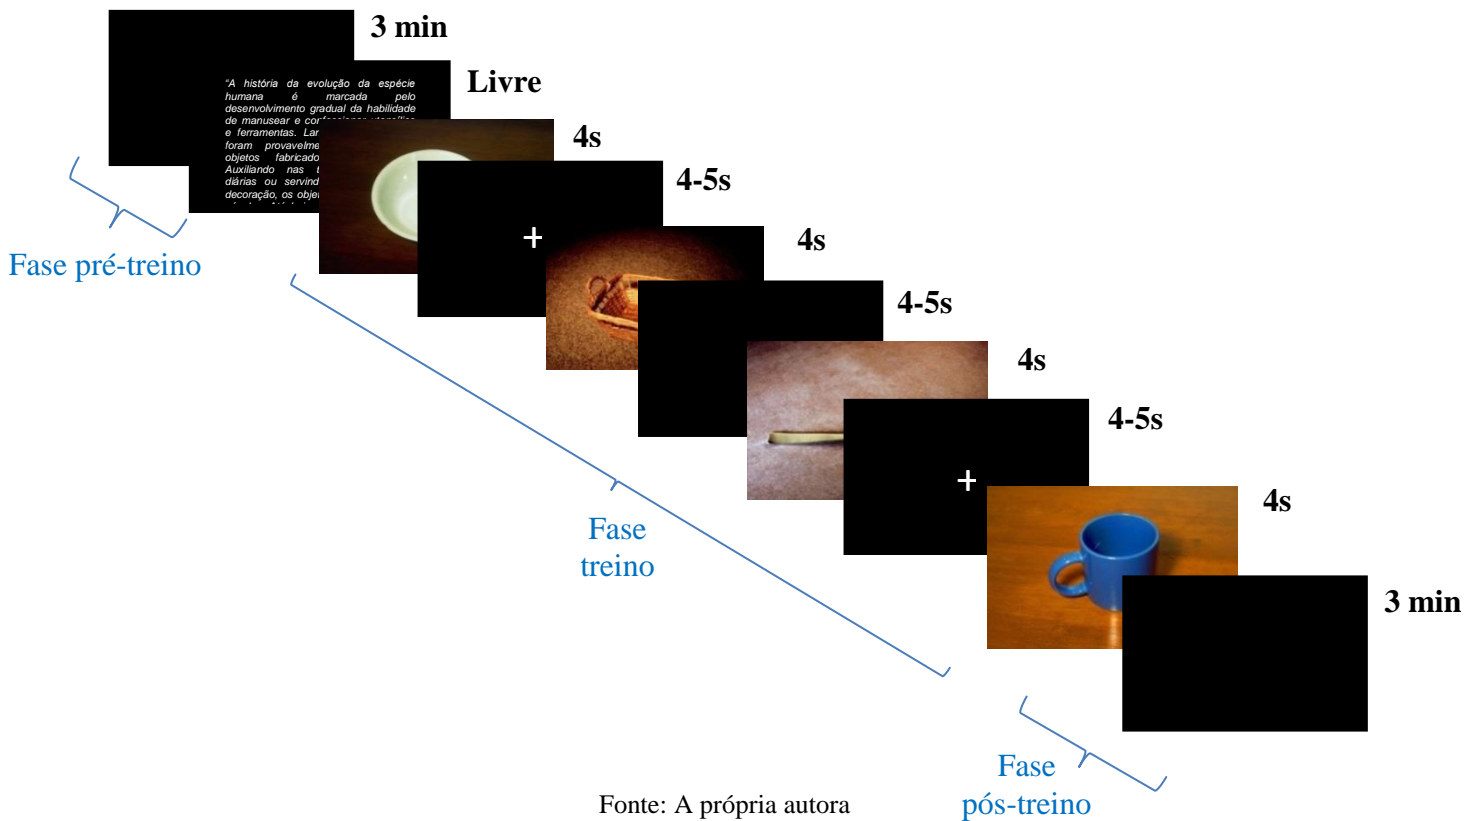 3 min
Livre
“A história da evolução da espécie
humana é marcada pelo
desenvolvimento gradual da habilidade
de manusear e confeccionar utensílios
e ferramentas.
foram
objetos
Auxiliando nas
diárias ou
decoração, os
4s
4-5s
+
4s
4-5s
4s
4-5s
+
4s
3 min
Fase pré-treino
Fase
treino
Fase
pós-treino
Fonte: A própria autora